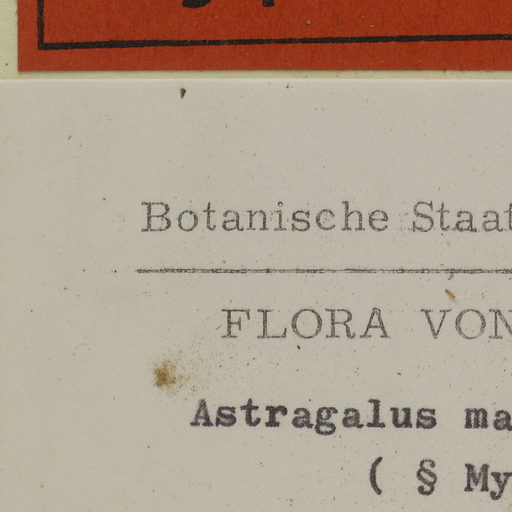 Botanische Staat
FLORA VON
Astragalus ma
( § My